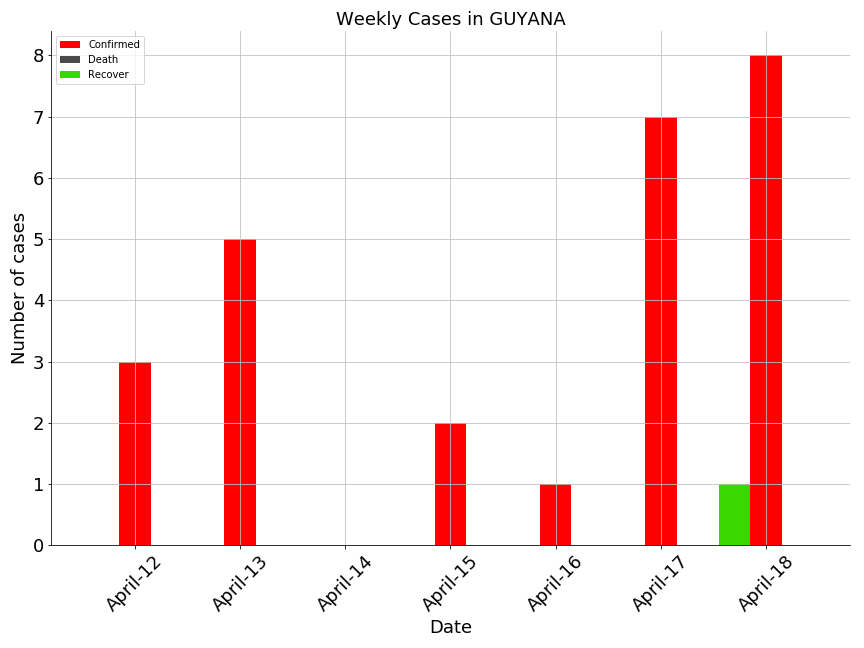 Weekly Cases in GUYANA
Confirmed
Death
Recover
Number of cases
8
7
6
5
4
3
2
1
0
April-12
April-13
April-14
April-15
April-16
April-17
April-18
Date